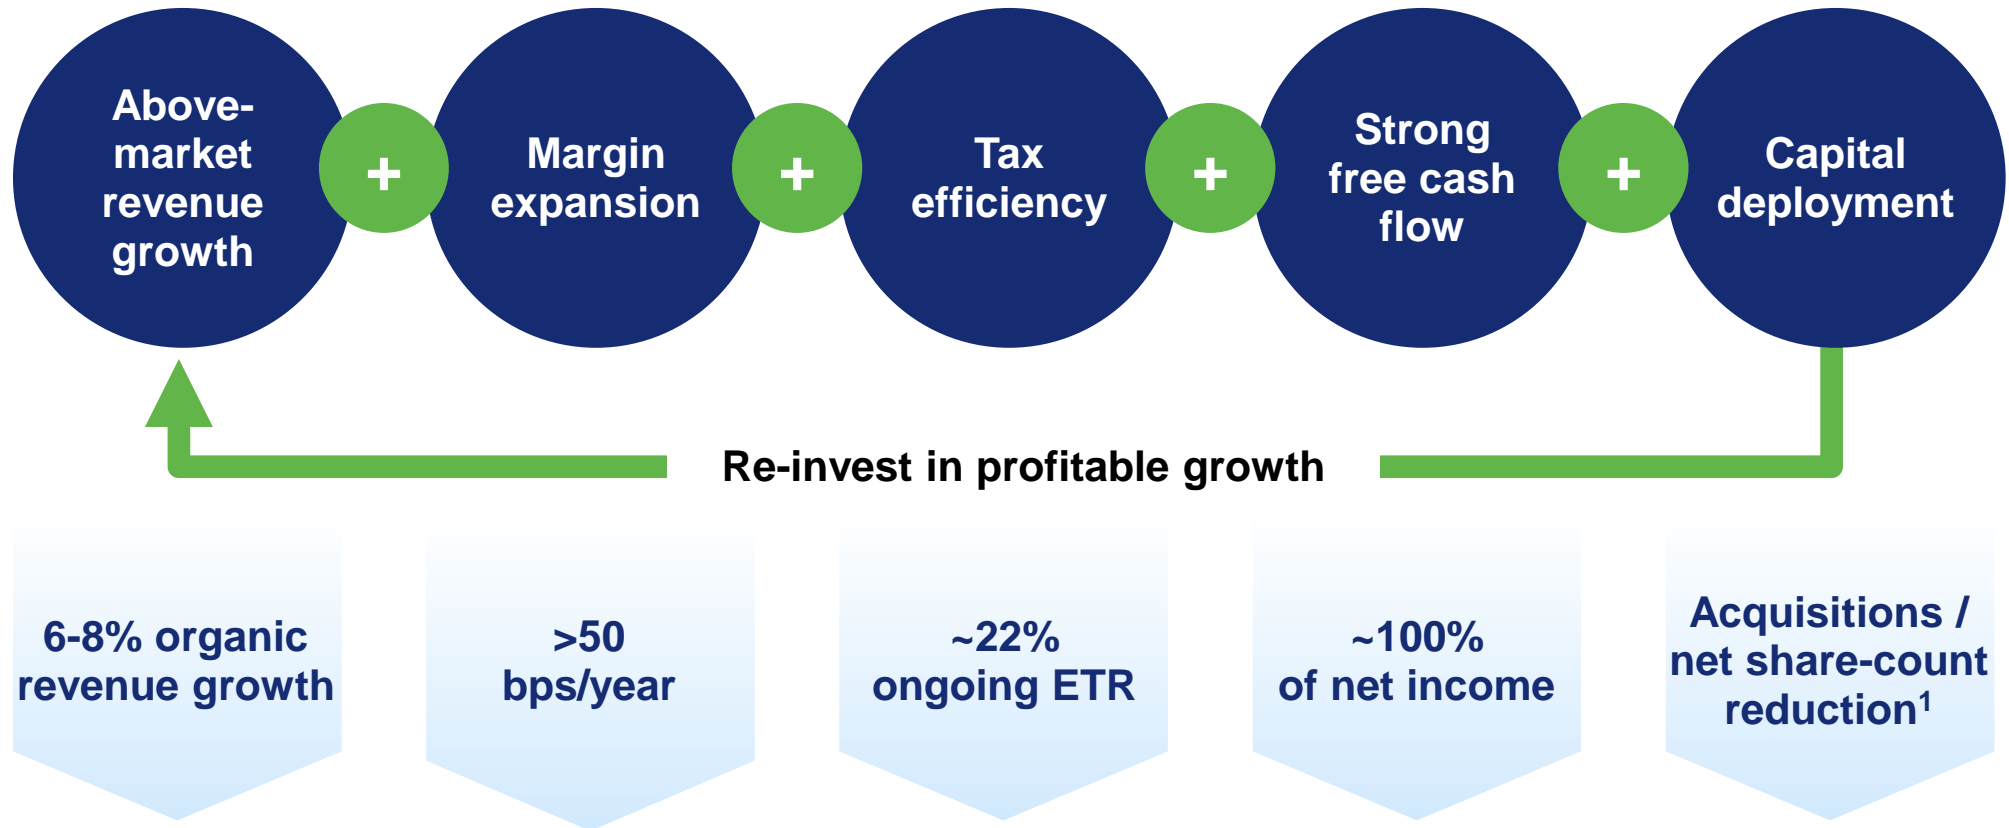 Above-
market
revenue
growth
+
Margin
expansion
+
Tax
efficiency
+
Strong
free cash
flow
+
Capital
deployment
Re-invest in profitable growth
6-8% organic
revenue growth
>50
bps/year
~22%
ongoing ETR
~100%
of net income
Acquisitions /
net share-count
reduction¹